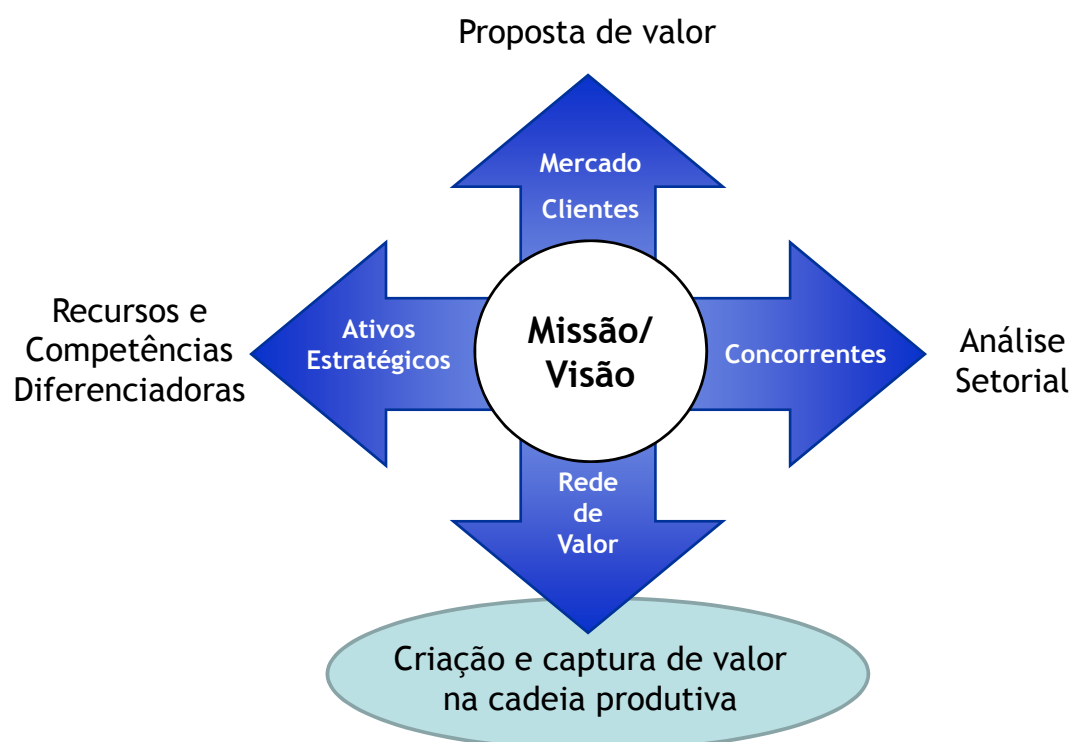 Proposta de valor
Mercado
Clientes
Recursos e
Competências
Diferenciadoras
Ativos
Estratégicos
Missão/
Visão
Concorrentes
Análise
Setorial
Rede
de
Valor
Criação e captura de valor
na cadeia produtiva